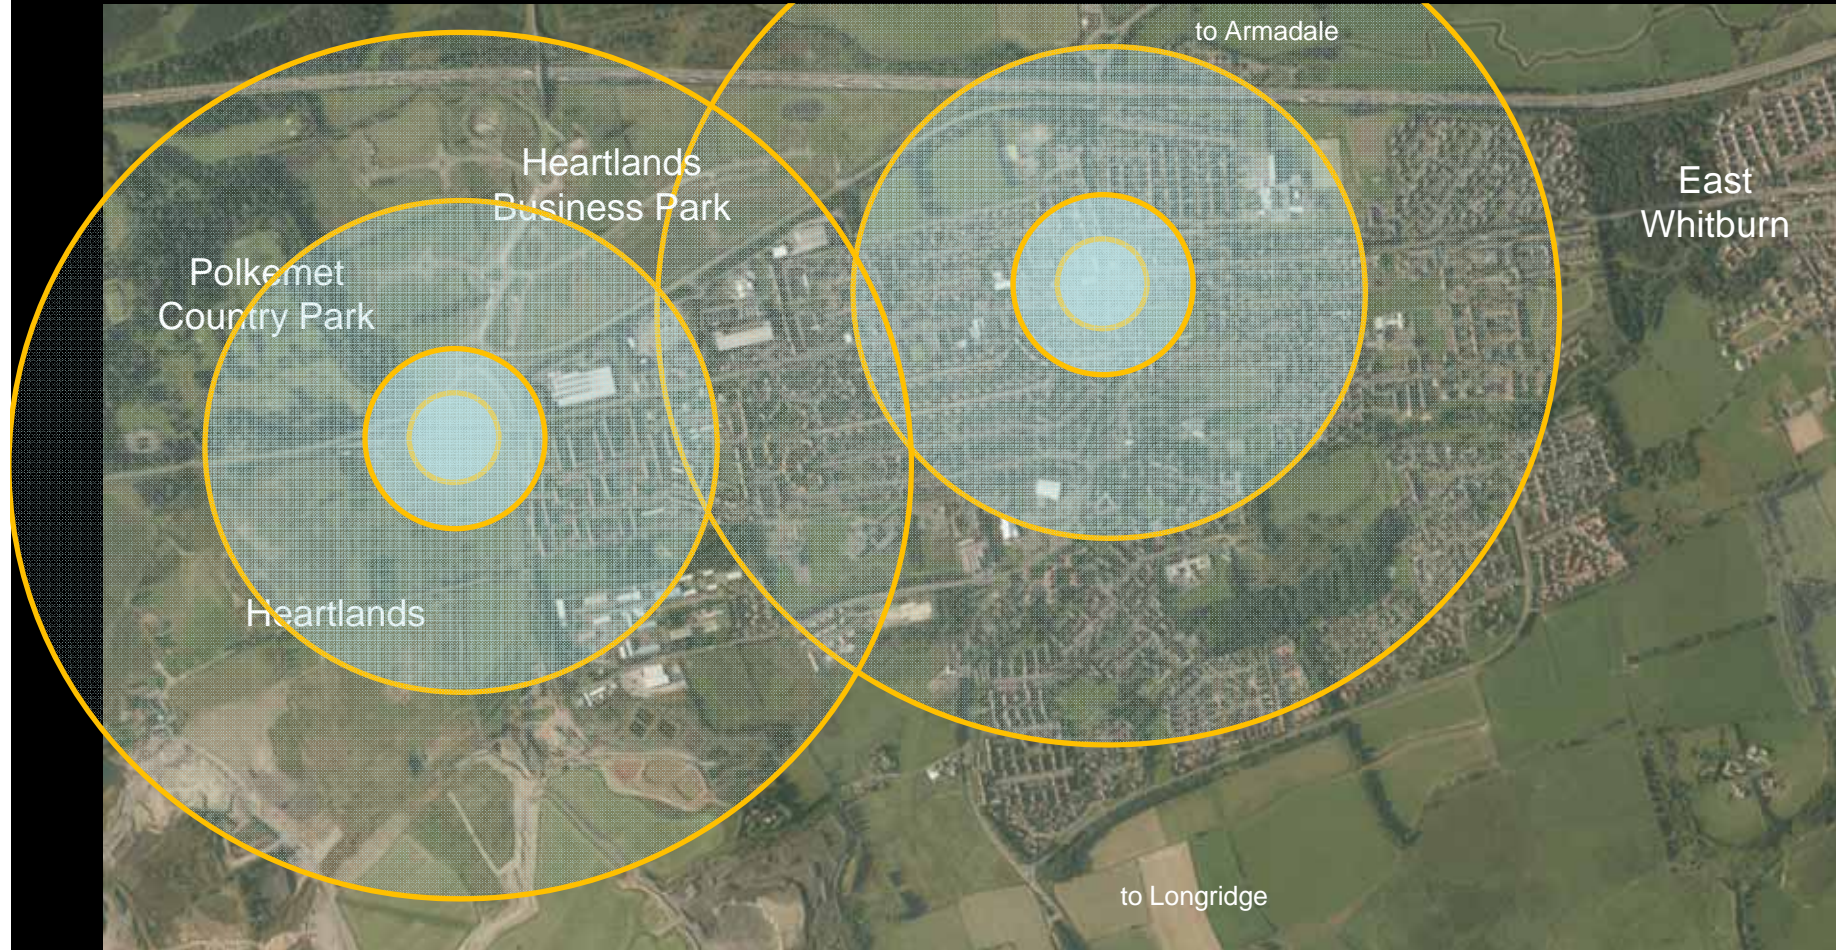 to Armadale
Heartlands
Business Park
East
Whitburn
Polkemet
Country Park
Heartlands
to Longridge